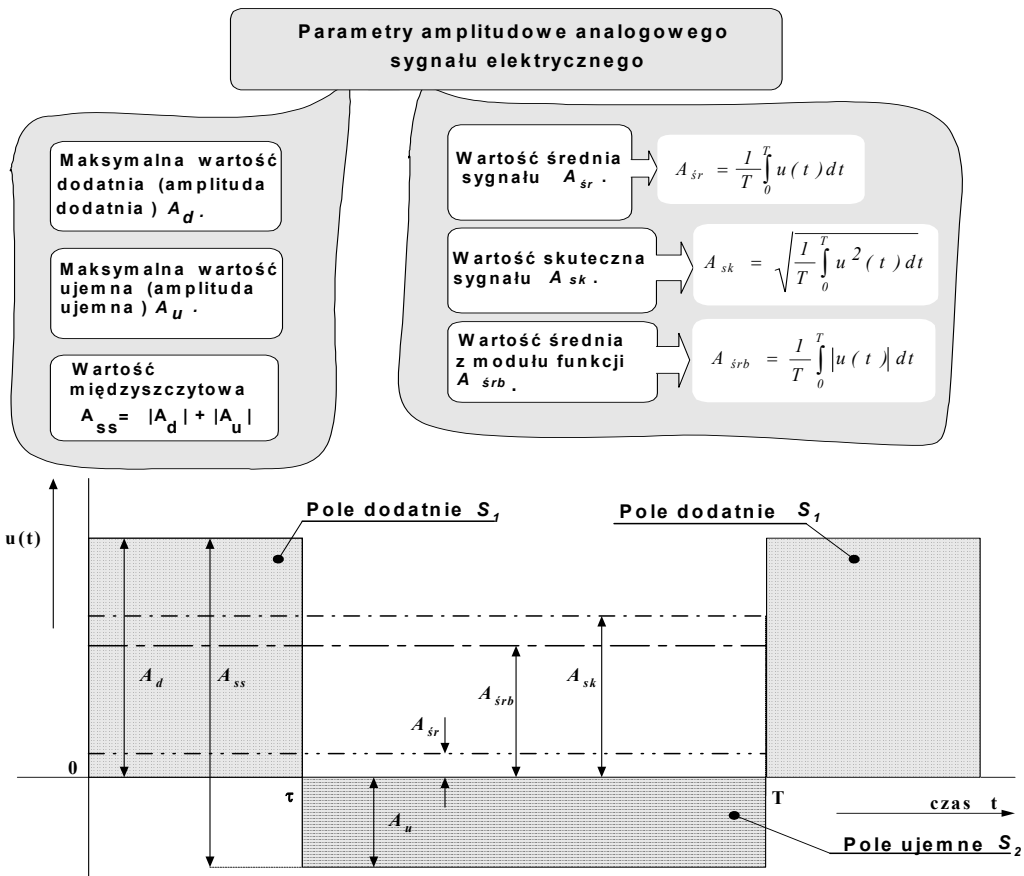 Parametry amplitudowe analogowego
sygnału elektrycznego
Maksymalna wartość
dodatnia (amplituda
dodatnia ) A_d .
Maksymalna wartość
ujemna (amplituda
ujemna ) A_u .
Wartość
międzyszczytowa
A_ss = |A_d| + |A_u|
Wartość średnia
sygnału A_śr .
A_śr = 1/T ∫_0^T u ( t ) dt
Wartość skuteczna
sygnału A_sk .
A_sk = √(1/T ∫_0^T u^2 ( t ) dt)
Wartość średnia
z modułu funkcji
A_śrb .
A_śrb = 1/T ∫_0^T |u ( t )| dt
u(t)
Pole dodatnie S_1
Pole dodatnie S_1
A_d
A_ss
A_śr
A_śrb
A_sk
0
τ
T
czas t
A_u
Pole ujemne S_2